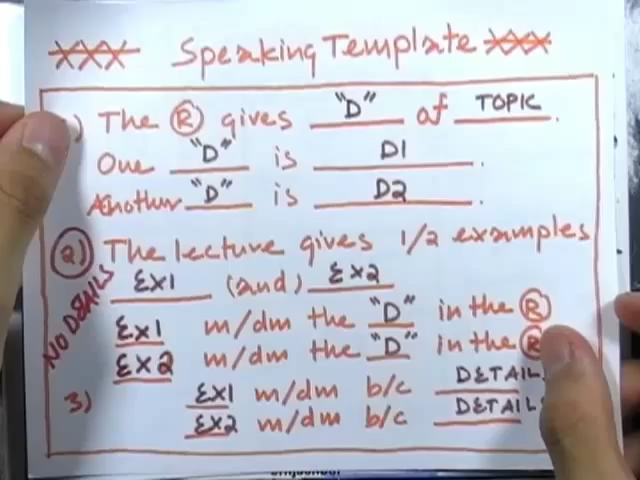 XXX Speaking Template XXX
) The R gives "D" of TOPIC.
One "D" is D1.
Another "D" is D2.
2) The lecture gives 1/2 examples
EX1 (and) EX2
NO DETAILS
EX1 m/dm the "D" in the R
EX2 m/dm the "D" in the R
3) EX1 m/dm b/c DETAILS
EX2 m/dm b/c DETAILS